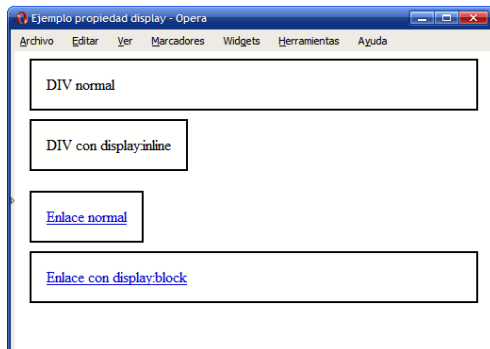 Ejemplo propiedad display - Opera
Archivo Editar Ver Marcadores Widgets Herramientas Ayuda
DIV normal
DIV con display:inline
Enlace normal
Enlace con display:block